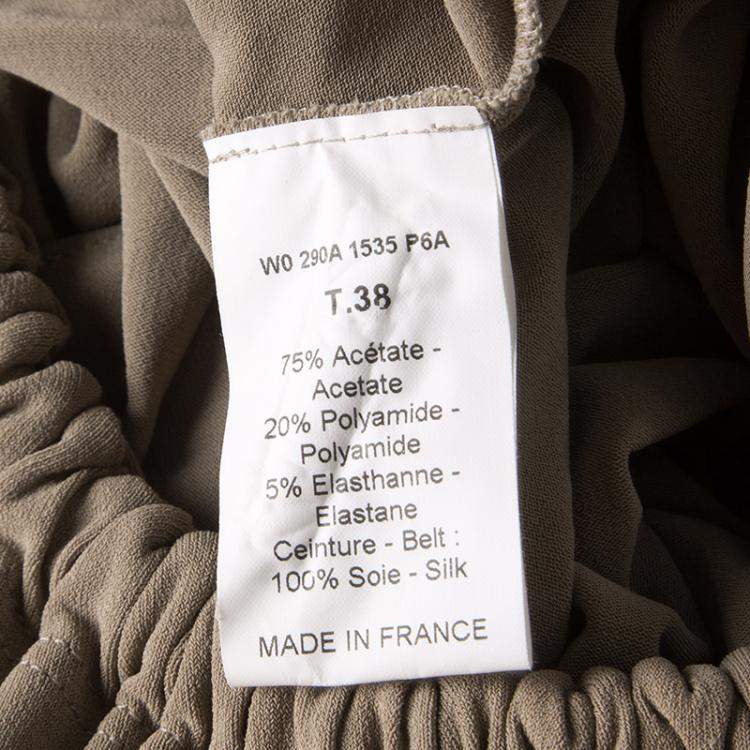 W0 290A 1535 P6A
T.38
75% Acétate -
Acetate
20% Polyamide -
Polyamide
5% Elasthanne -
Elastane
Ceinture - Belt :
100% Soie - Silk
MADE IN FRANCE